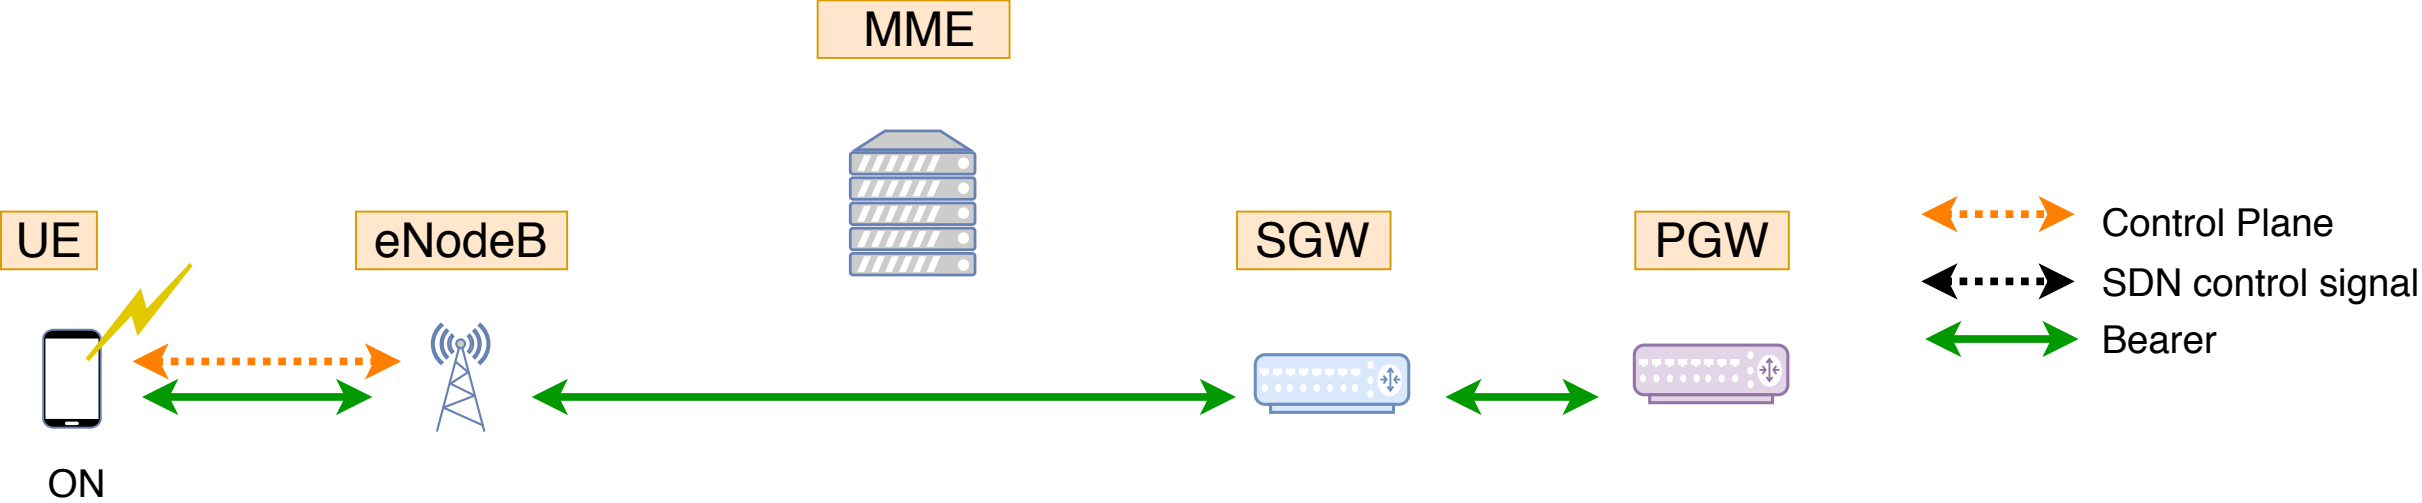 MME
UE
eNodeB
SGW
PGW
Control Plane
SDN control signal
Bearer
ON